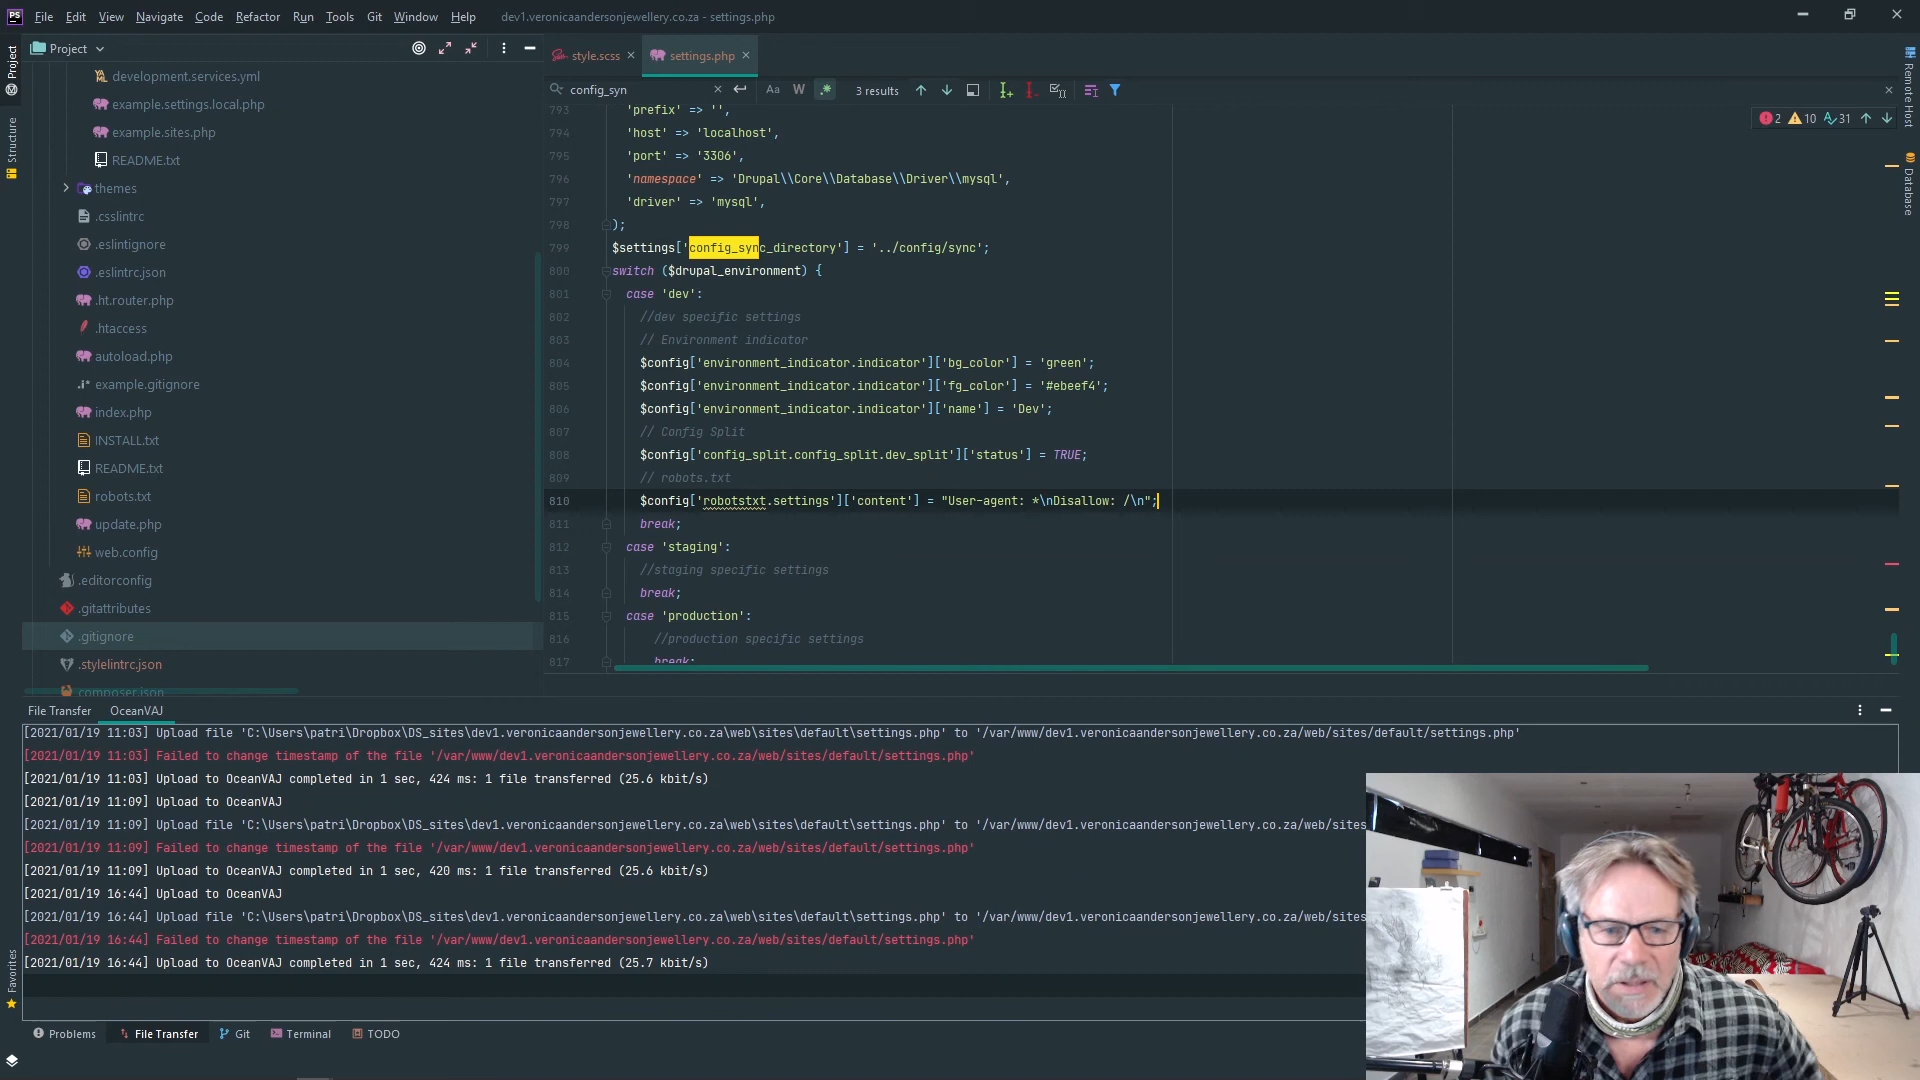 PS File Edit View Navigate Code Refactor Run Tools Git Window Help dev1.veronicaandersonjewellery.co.za - settings.php
Project
Project
Structure
Favorites
development.services.yml
example.settings.local.php
example.sites.php
README.txt
themes
.csslintrc
.eslintignore
.eslintrc.json
.ht.router.php
.htaccess
autoload.php
example.gitignore
index.php
INSTALL.txt
README.txt
robots.txt
update.php
web.config
.editorconfig
.gitattributes
.gitignore
.stylelintrc.json
composer.json
style.scss settings.php
config_syn Aa W .* 3 results
2 10 31
793 'prefix' => '',
794 'host' => 'localhost',
795 'port' => '3306',
796 'namespace' => 'Drupal\\Core\\Database\\Driver\\mysql',
797 'driver' => 'mysql',
798 );
799 $settings['config_sync_directory'] = '../config/sync';
800 switch ($drupal_environment) {
801 case 'dev':
802 //dev specific settings
803 // Environment indicator
804 $config['environment_indicator.indicator']['bg_color'] = 'green';
805 $config['environment_indicator.indicator']['fg_color'] = '#ebeef4';
806 $config['environment_indicator.indicator']['name'] = 'Dev';
807 // Config Split
808 $config['config_split.config_split.dev_split']['status'] = TRUE;
809 // robots.txt
810 $config['robotstxt.settings']['content'] = "User-agent: *\nDisallow: /\n";
811 break;
812 case 'staging':
813 //staging specific settings
814 break;
815 case 'production':
816 //production specific settings
817 break;
Remote Host
Database
File Transfer OceanVAJ
[2021/01/19 11:03] Upload file 'C:\Users\patri\Dropbox\DS_sites\dev1.veronicaandersonjewellery.co.za\web\sites\default\settings.php' to '/var/www/dev1.veronicaandersonjewellery.co.za/web/sites/default/settings.php'
[2021/01/19 11:03] Failed to change timestamp of the file '/var/www/dev1.veronicaandersonjewellery.co.za/web/sites/default/settings.php'
[2021/01/19 11:03] Upload to OceanVAJ completed in 1 sec, 424 ms: 1 file transferred (25.6 kbit/s)
[2021/01/19 11:09] Upload to OceanVAJ
[2021/01/19 11:09] Upload file 'C:\Users\patri\Dropbox\DS_sites\dev1.veronicaandersonjewellery.co.za\web\sites\default\settings.php' to '/var/www/dev1.veronicaandersonjewellery.co.za/web/sites
[2021/01/19 11:09] Failed to change timestamp of the file '/var/www/dev1.veronicaandersonjewellery.co.za/web/sites/default/settings.php'
[2021/01/19 11:09] Upload to OceanVAJ completed in 1 sec, 420 ms: 1 file transferred (25.6 kbit/s)
[2021/01/19 16:44] Upload to OceanVAJ
[2021/01/19 16:44] Upload file 'C:\Users\patri\Dropbox\DS_sites\dev1.veronicaandersonjewellery.co.za\web\sites\default\settings.php' to '/var/www/dev1.veronicaandersonjewellery.co.za/web/sites
[2021/01/19 16:44] Failed to change timestamp of the file '/var/www/dev1.veronicaandersonjewellery.co.za/web/sites/default/settings.php'
[2021/01/19 16:44] Upload to OceanVAJ completed in 1 sec, 424 ms: 1 file transferred (25.7 kbit/s)
Problems File Transfer Git Terminal TODO